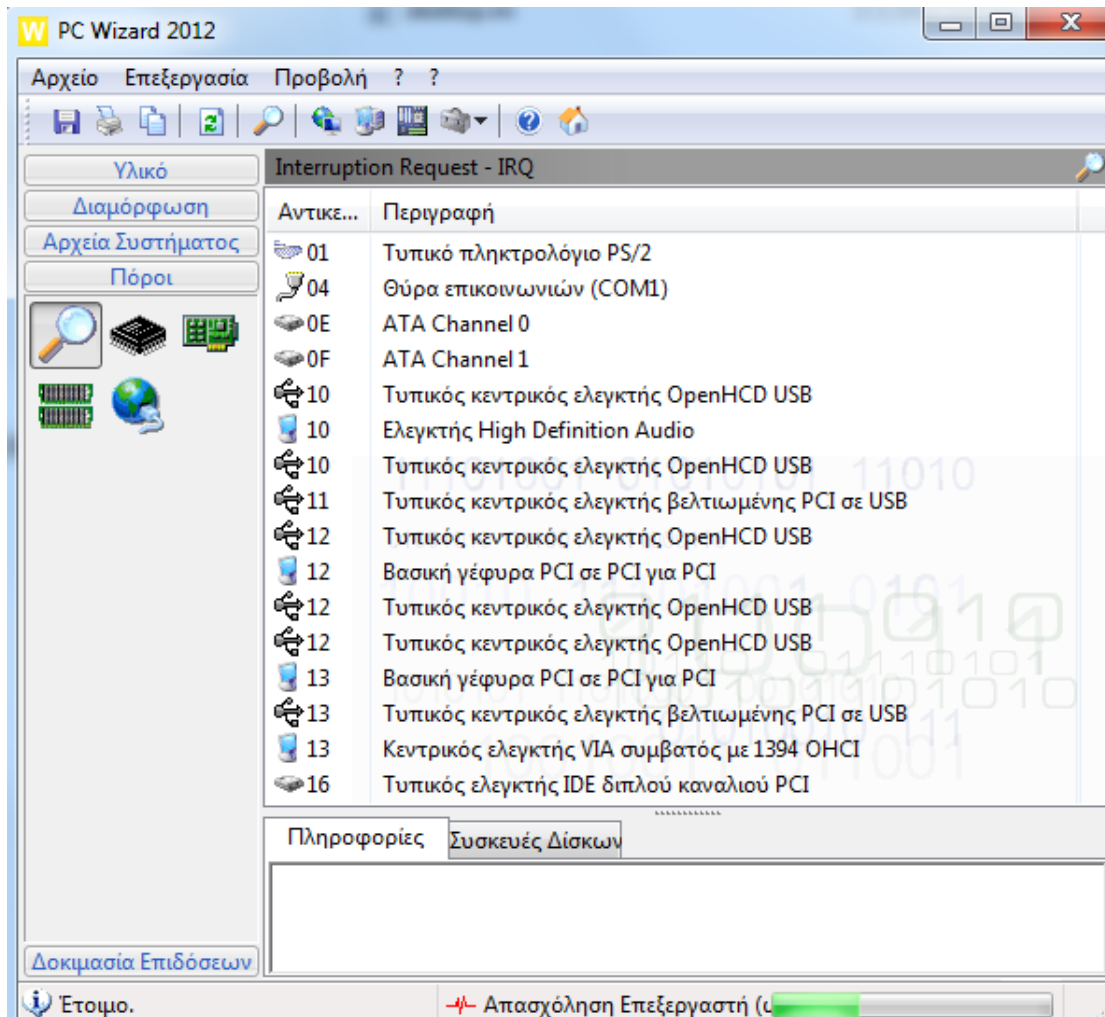 W PC Wizard 2012
Αρχείο Επεξεργασία Προβολή ? ?
Υλικό
Διαμόρφωση
Αρχεία Συστήματος
Πόροι
Interruption Request - IRQ
Αντικε... Περιγραφή
01 Τυπικό πληκτρολόγιο PS/2
04 Θύρα επικοινωνιών (COM1)
0E ATA Channel 0
0F ATA Channel 1
10 Τυπικός κεντρικός ελεγκτής OpenHCD USB
10 Ελεγκτής High Definition Audio
10 Τυπικός κεντρικός ελεγκτής OpenHCD USB
11 Τυπικός κεντρικός ελεγκτής βελτιωμένης PCI σε USB
12 Τυπικός κεντρικός ελεγκτής OpenHCD USB
12 Βασική γέφυρα PCI σε PCI για PCI
12 Τυπικός κεντρικός ελεγκτής OpenHCD USB
12 Τυπικός κεντρικός ελεγκτής OpenHCD USB
13 Βασική γέφυρα PCI σε PCI για PCI
13 Τυπικός κεντρικός ελεγκτής βελτιωμένης PCI σε USB
13 Κεντρικός ελεγκτής VIA συμβατός με 1394 OHCI
16 Τυπικός ελεγκτής IDE διπλού καναλιού PCI
Πληροφορίες Συσκευές Δίσκων
Δοκιμασία Επιδόσεων
Έτοιμο. Απασχόληση Επεξεργαστή (